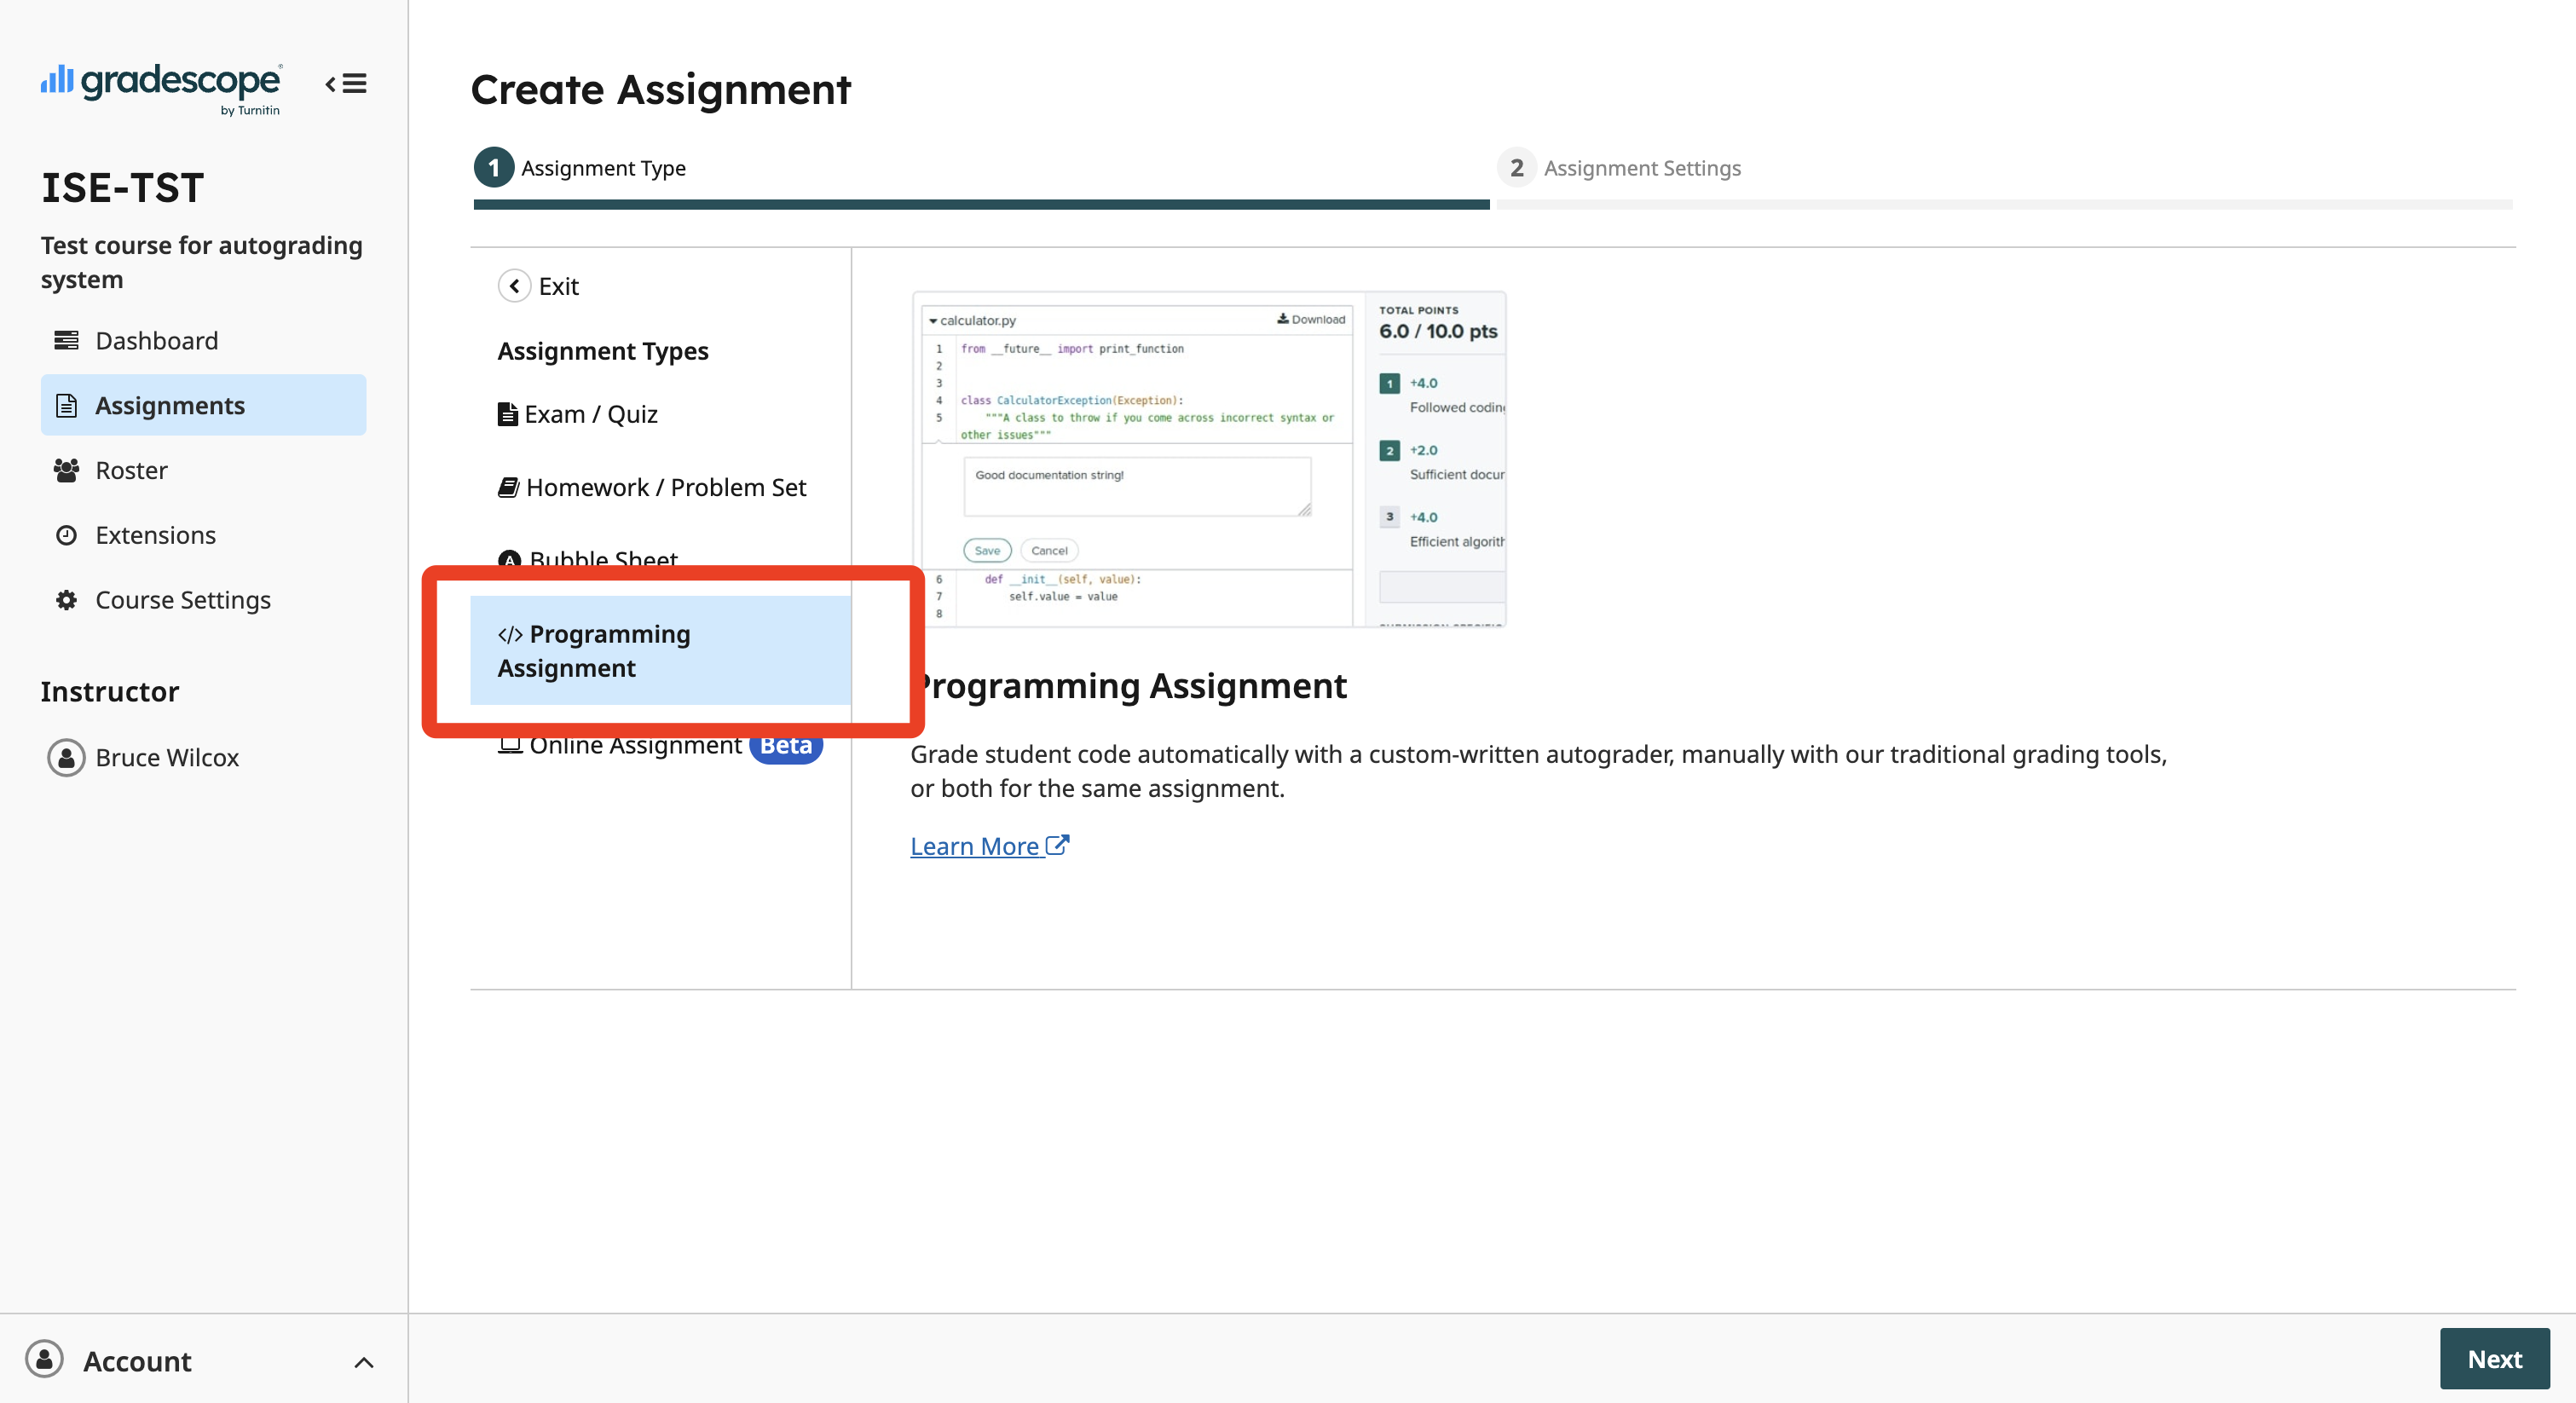 gradescope
by Turnitin
ISE-TST
Test course for autograding
system
Dashboard
Assignments
Roster
Extensions
Course Settings
Instructor
Bruce Wilcox
Account
Create Assignment
1 Assignment Type
2 Assignment Settings
Exit
Assignment Types
Exam / Quiz
Homework / Problem Set
Bubble Sheet
</> Programming
Assignment
Online Assignment Beta
calculator.py
Download
1 from __future__ import print_function
2
3
4 class CalculatorException(Exception):
5 """A class to throw if you come across incorrect syntax or
other issues"""
Good documentation string!
Save Cancel
6 def __init__(self, value):
7 self.value = value
8
TOTAL POINTS
6.0 / 10.0 pts
1 +4.0
Followed coding
2 +2.0
Sufficient docur
3 +4.0
Efficient algorith
Programming Assignment
Grade student code automatically with a custom-written autograder, manually with our traditional grading tools,
or both for the same assignment.
Learn More
Next